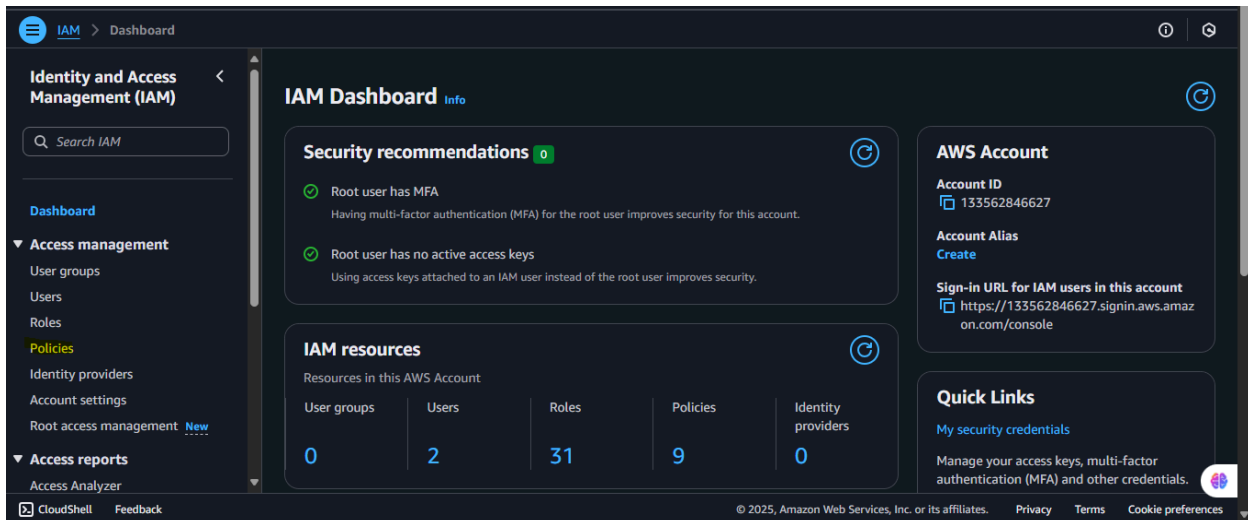 IAM > Dashboard
Identity and Access
Management (IAM)
Search IAM
Dashboard
Access management
User groups
Users
Roles
Policies
Identity providers
Account settings
Root access management New
Access reports
Access Analyzer
IAM Dashboard Info
Security recommendations 0
Root user has MFA
Having multi-factor authentication (MFA) for the root user improves security for this account.
Root user has no active access keys
Using access keys attached to an IAM user instead of the root user improves security.
IAM resources
Resources in this AWS Account
User groups Users Roles Policies Identity
providers
0 2 31 9 0
AWS Account
Account ID
133562846627
Account Alias
Create
Sign-in URL for IAM users in this account
https://133562846627.signin.aws.amaz
on.com/console
Quick Links
My security credentials
Manage your access keys, multi-factor
authentication (MFA) and other credentials.
CloudShell Feedback © 2025, Amazon Web Services, Inc. or its affiliates. Privacy Terms Cookie preferences